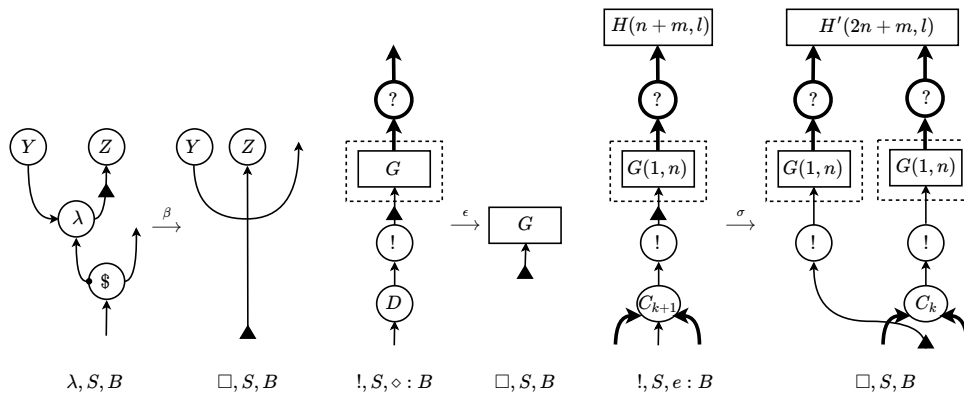 H(n + m, l)
H′(2n + m, l)
?
?
?
?
Y
Z
Y
Z
G
G(1, n)
G(1, n)
G(1, n)
λ
β
ϵ
σ
G
!
!
!
!
$
D
C_{k+1}
C_k
λ, S, B
□, S, B
!, S, ⋄ : B
□, S, B
!, S, e : B
□, S, B